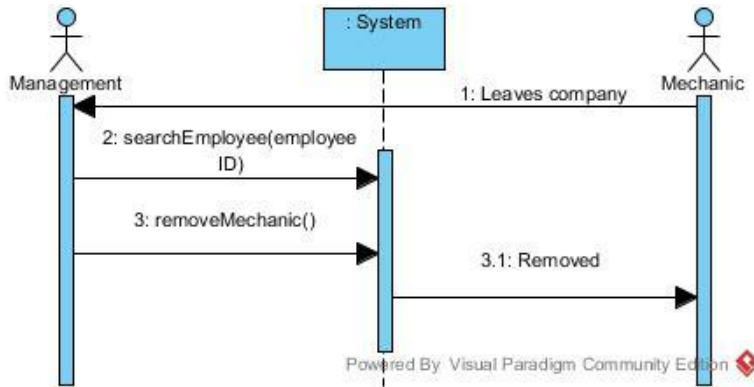 : System
Management
Mechanic
1: Leaves company
2: searchEmployee(employee
ID)
3: removeMechanic()
3.1: Removed
Powered By Visual Paradigm Community Edition